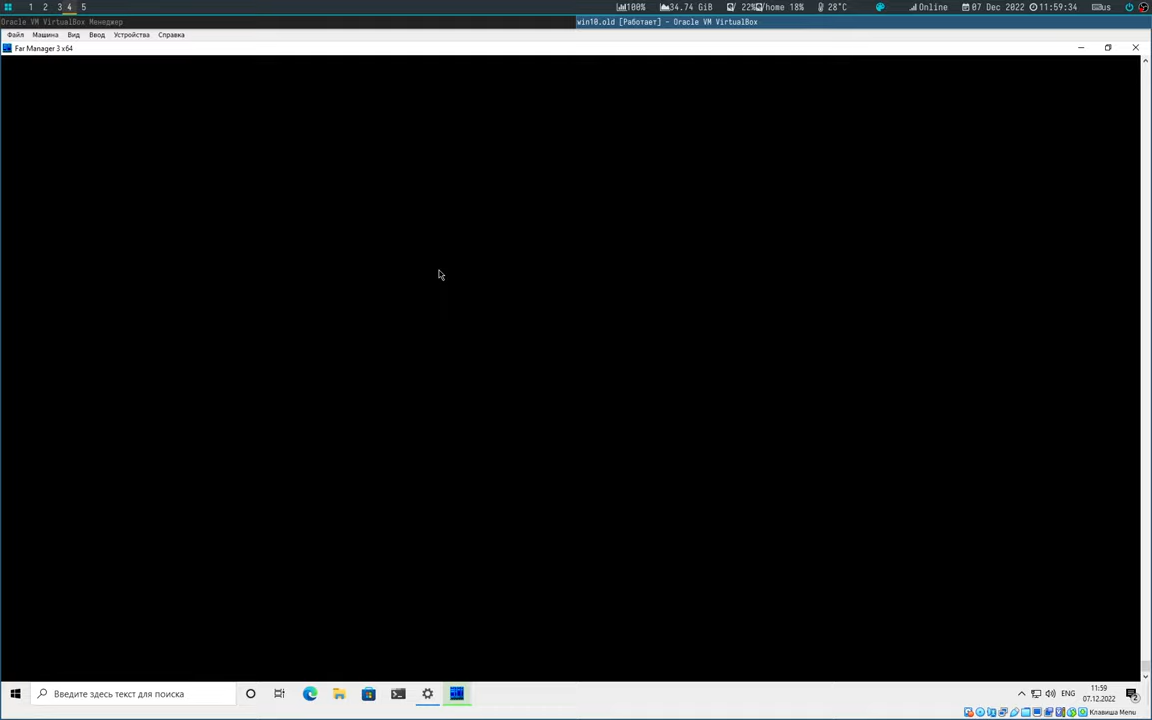 1 2 3 4 5 100% 34.74 GiB / 22% /home 18% 28°C Online 07 Dec 2022 11:59:34 us
Oracle VM VirtualBox Менеджер win10.old [Работает] - Oracle VM VirtualBox
Файл Машина Вид Ввод Устройства Справка
Far Manager 3 x64
Введите здесь текст для поиска ENG 11:59
07.12.2022 2
Клавиша Menu